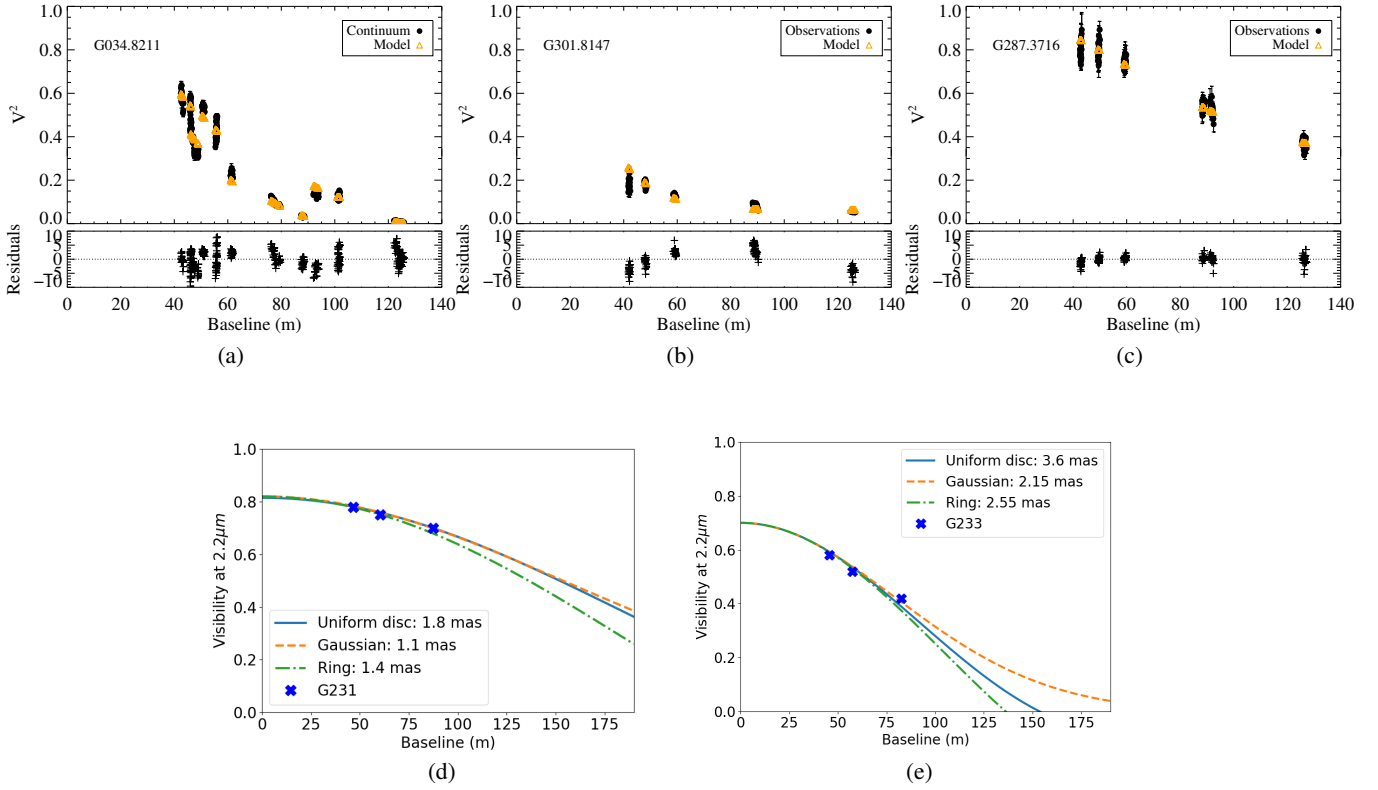 1.0
0.8
0.6
0.4
0.2
0.0
V²
G034.8211
Continuum
Model
10
5
0
−5
−10
Residuals
0 20 40 60 80 100 120 140
Baseline (m)
(a)
1.0
0.8
0.6
0.4
0.2
0.0
V²
G301.8147
Observations
Model
10
5
0
−5
−10
Residuals
0 20 40 60 80 100 120 140
Baseline (m)
(b)
1.0
0.8
0.6
0.4
0.2
0.0
V²
G287.3716
Observations
Model
10
5
0
−5
−10
Residuals
0 20 40 60 80 100 120 140
Baseline (m)
(c)
1.0
0.8
0.6
0.4
0.2
0.0
Visibility at 2.2μm
Uniform disc: 1.8 mas
Gaussian: 1.1 mas
Ring: 1.4 mas
G231
0 25 50 75 100 125 150 175
Baseline (m)
(d)
1.0
0.8
0.6
0.4
0.2
0.0
Visibility at 2.2μm
Uniform disc: 3.6 mas
Gaussian: 2.15 mas
Ring: 2.55 mas
G233
0 25 50 75 100 125 150 175
Baseline (m)
(e)